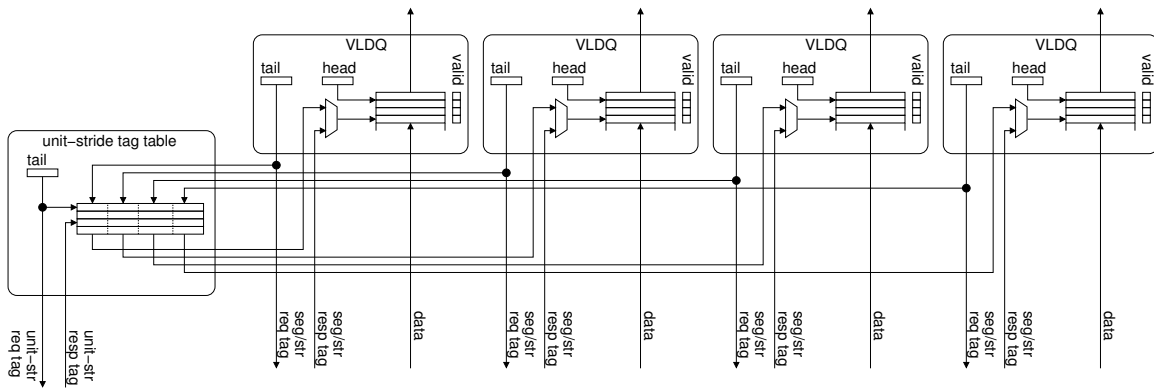 VLDQ
tail
head
valid
VLDQ
tail
head
valid
VLDQ
tail
head
valid
VLDQ
tail
head
valid
unit−stride tag table
tail
unit−str
req tag
unit−str
resp tag
seg/str
req tag
seg/str
resp tag
data
seg/str
req tag
seg/str
resp tag
data
seg/str
req tag
seg/str
resp tag
data
seg/str
req tag
seg/str
resp tag
data